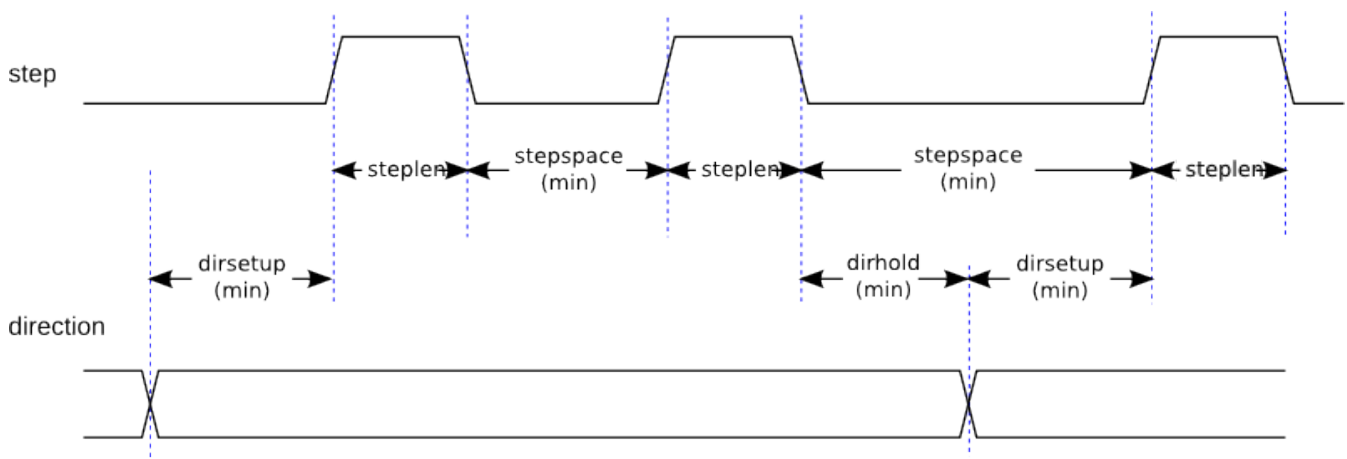 step
steplen
stepspace
(min)
steplen
stepspace
(min)
steplen
dirsetup
(min)
dirhold
(min)
dirsetup
(min)
direction